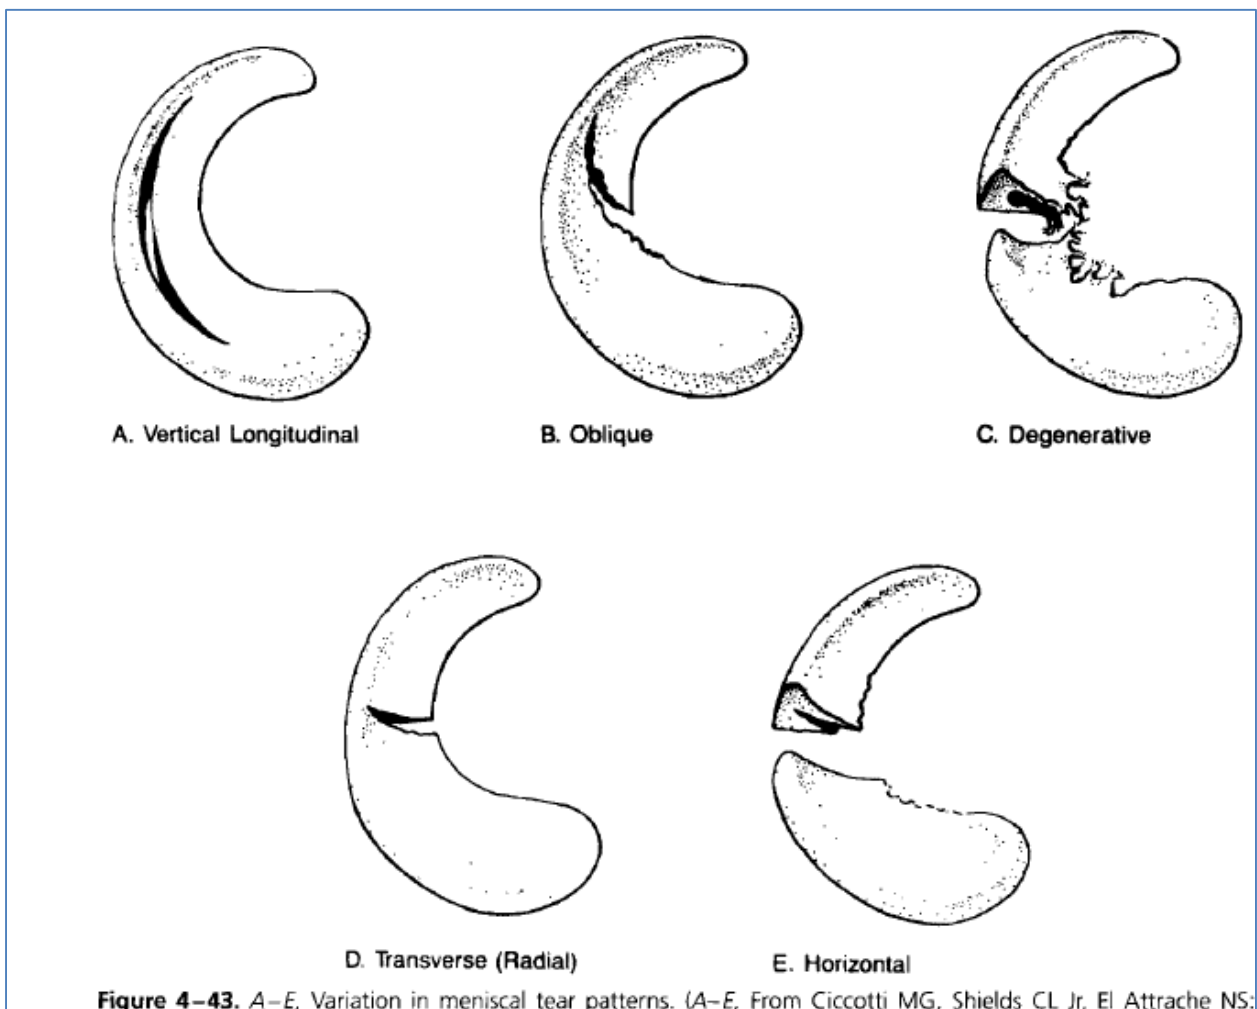 A. Vertical Longitudinal
B. Oblique
C. Degenerative
D. Transverse (Radial)
E. Horizontal
Figure 4–43. A–E, Variation in meniscal tear patterns. (A–E, From Ciccotti MG, Shields CL Jr, El Attrache NS: